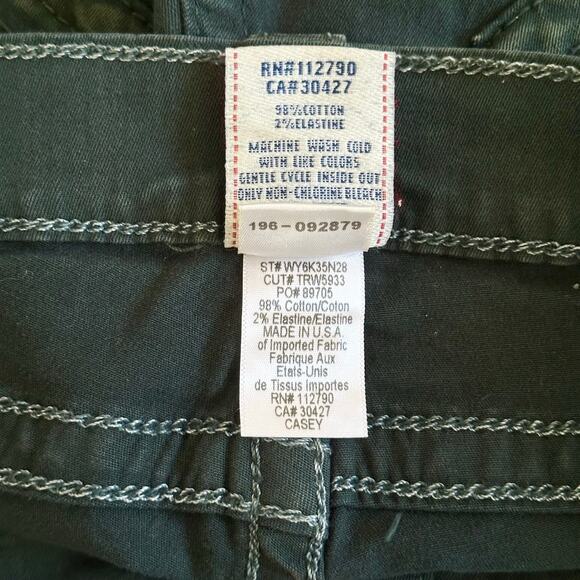 RN#112790
CA#30427
98%COTTON
2%ELASTINE
MACHINE WASH COLD
WITH LIKE COLORS
GENTLE CYCLE INSIDE OUT
ONLY NON-CHLORINE BLEACH
196-092879
ST# WY6K35N28
CUT# TRW5933
PO# 89705
98% Cotton/Coton
2% Elastine/Elastine
MADE IN U.S.A.
of Imported Fabric
Fabrique Aux
Etats-Unis
de Tissus Importes
RN# 112790
CA# 30427
CASEY